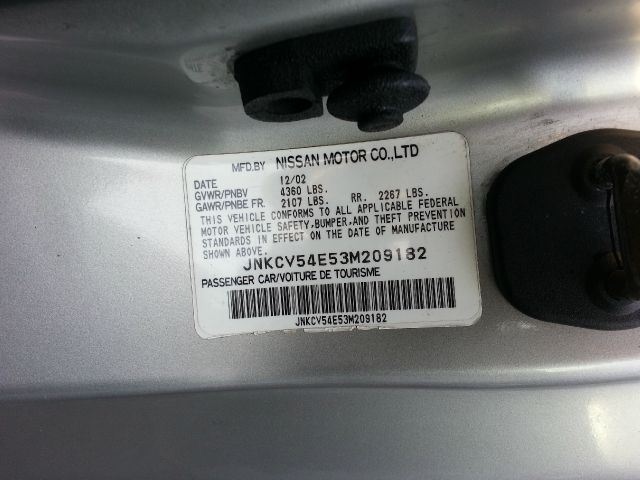 MFD.BY NISSAN MOTOR CO.,LTD
DATE 12/02
GVWR/PNBV 4360 LBS.
GAWR/PNBE FR. 2107 LBS. RR. 2267 LBS.
THIS VEHICLE CONFORMS TO ALL APPLICABLE FEDERAL
MOTOR VEHICLE SAFETY,BUMPER,AND THEFT PREVENTION
STANDARDS IN EFFECT ON THE DATE OF MANUFACTURE
SHOWN ABOVE.
JNKCV54E53M209182
PASSENGER CAR/VOITURE DE TOURISME
JNKCV54E53M209182